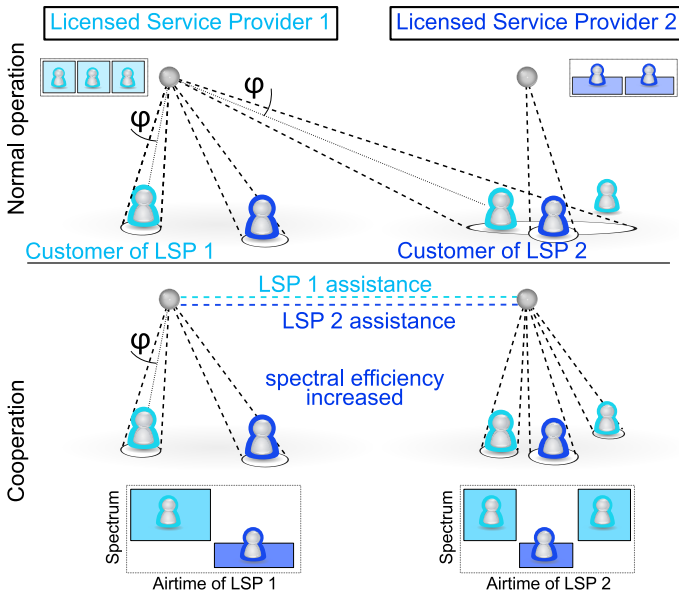 Licensed Service Provider 1
Licensed Service Provider 2
Normal operation
φ
φ
Customer of LSP 1
Customer of LSP 2
LSP 1 assistance
LSP 2 assistance
Cooperation
φ
spectral efficiency
increased
Spectrum
Airtime of LSP 1
Spectrum
Airtime of LSP 2